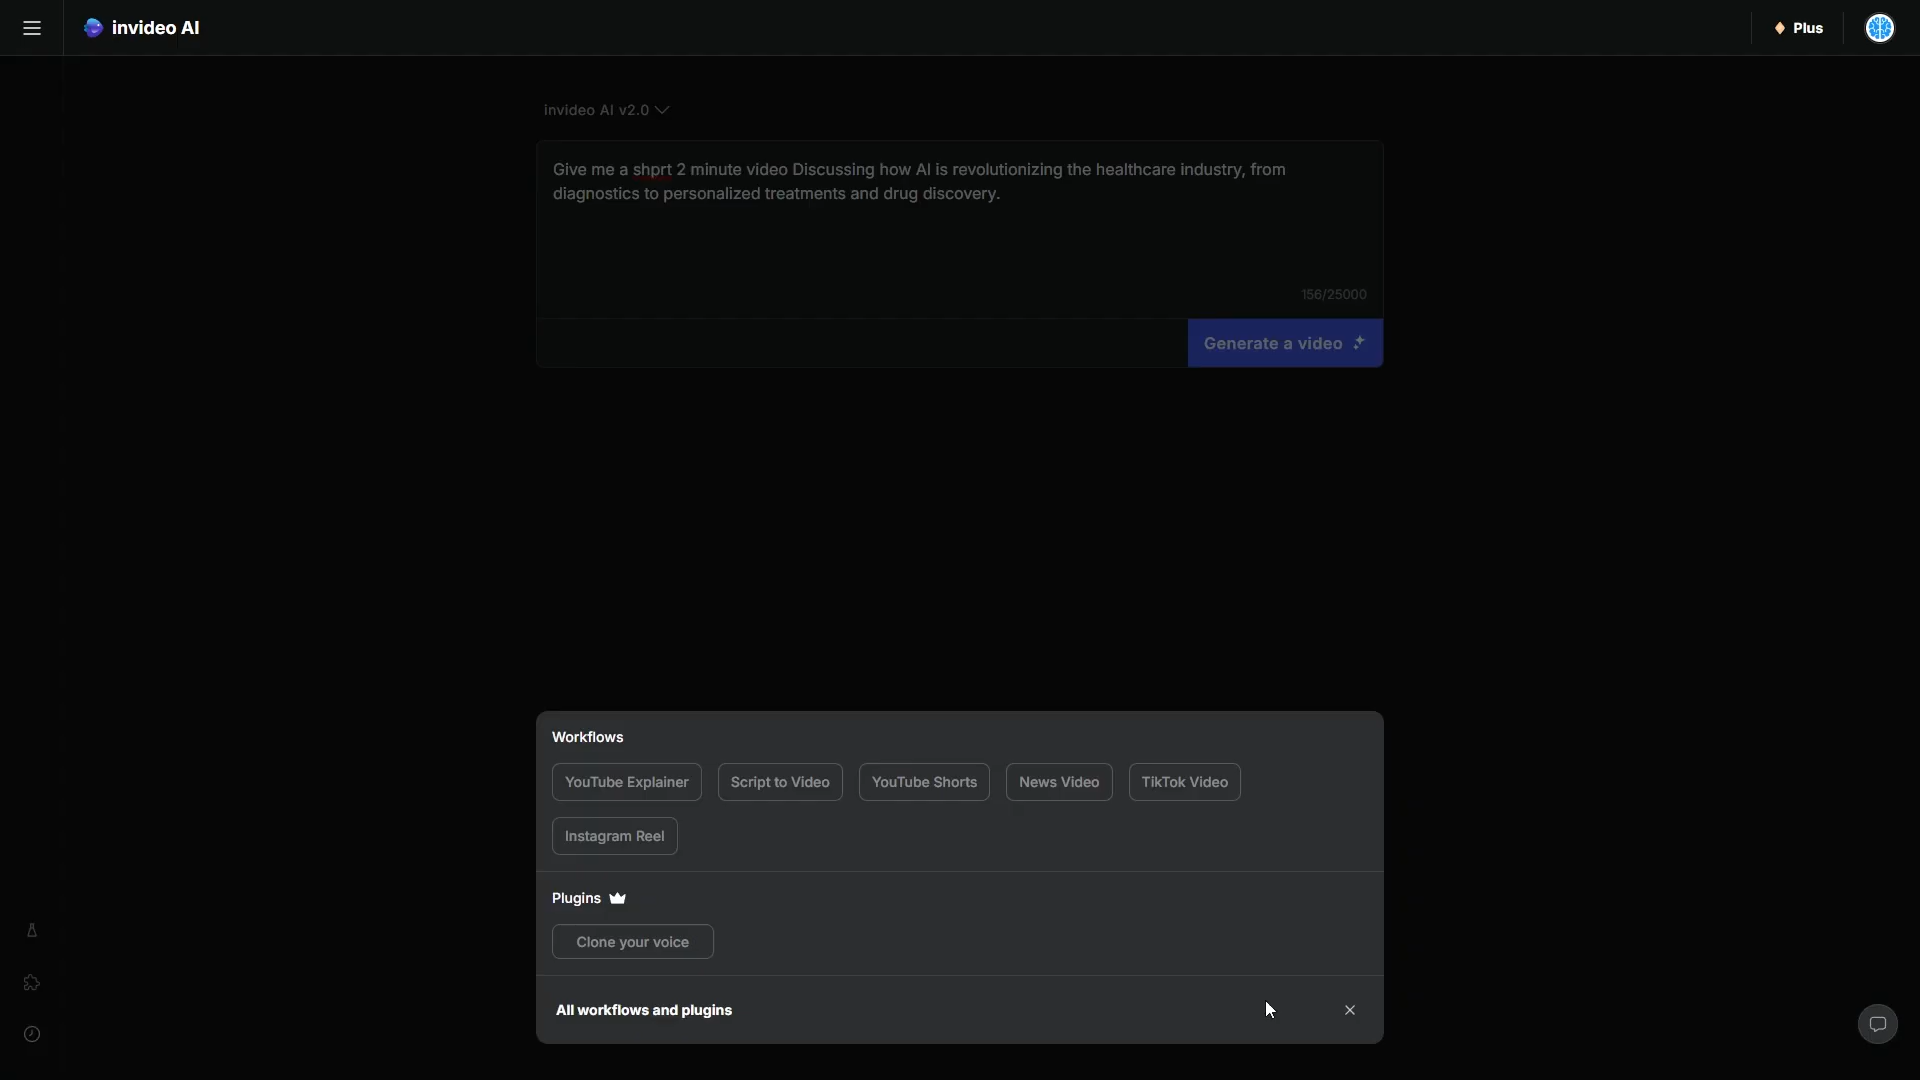 invideo AI
Plus
invideo AI v2.0
Give me a shprt 2 minute video Discussing how AI is revolutionizing the healthcare industry, from
diagnostics to personalized treatments and drug discovery.
156/25000
Generate a video
Workflows
YouTube Explainer
Script to Video
YouTube Shorts
News Video
TikTok Video
Instagram Reel
Plugins
Clone your voice
All workflows and plugins